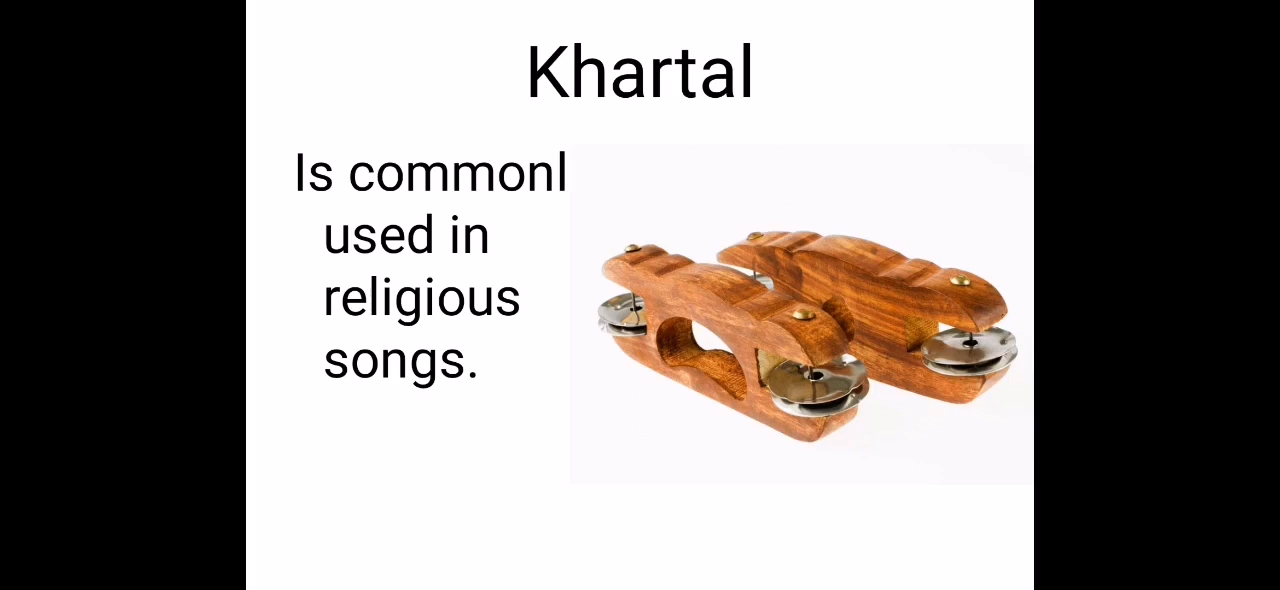 Khartal
Is commonl
used in
religious
songs.